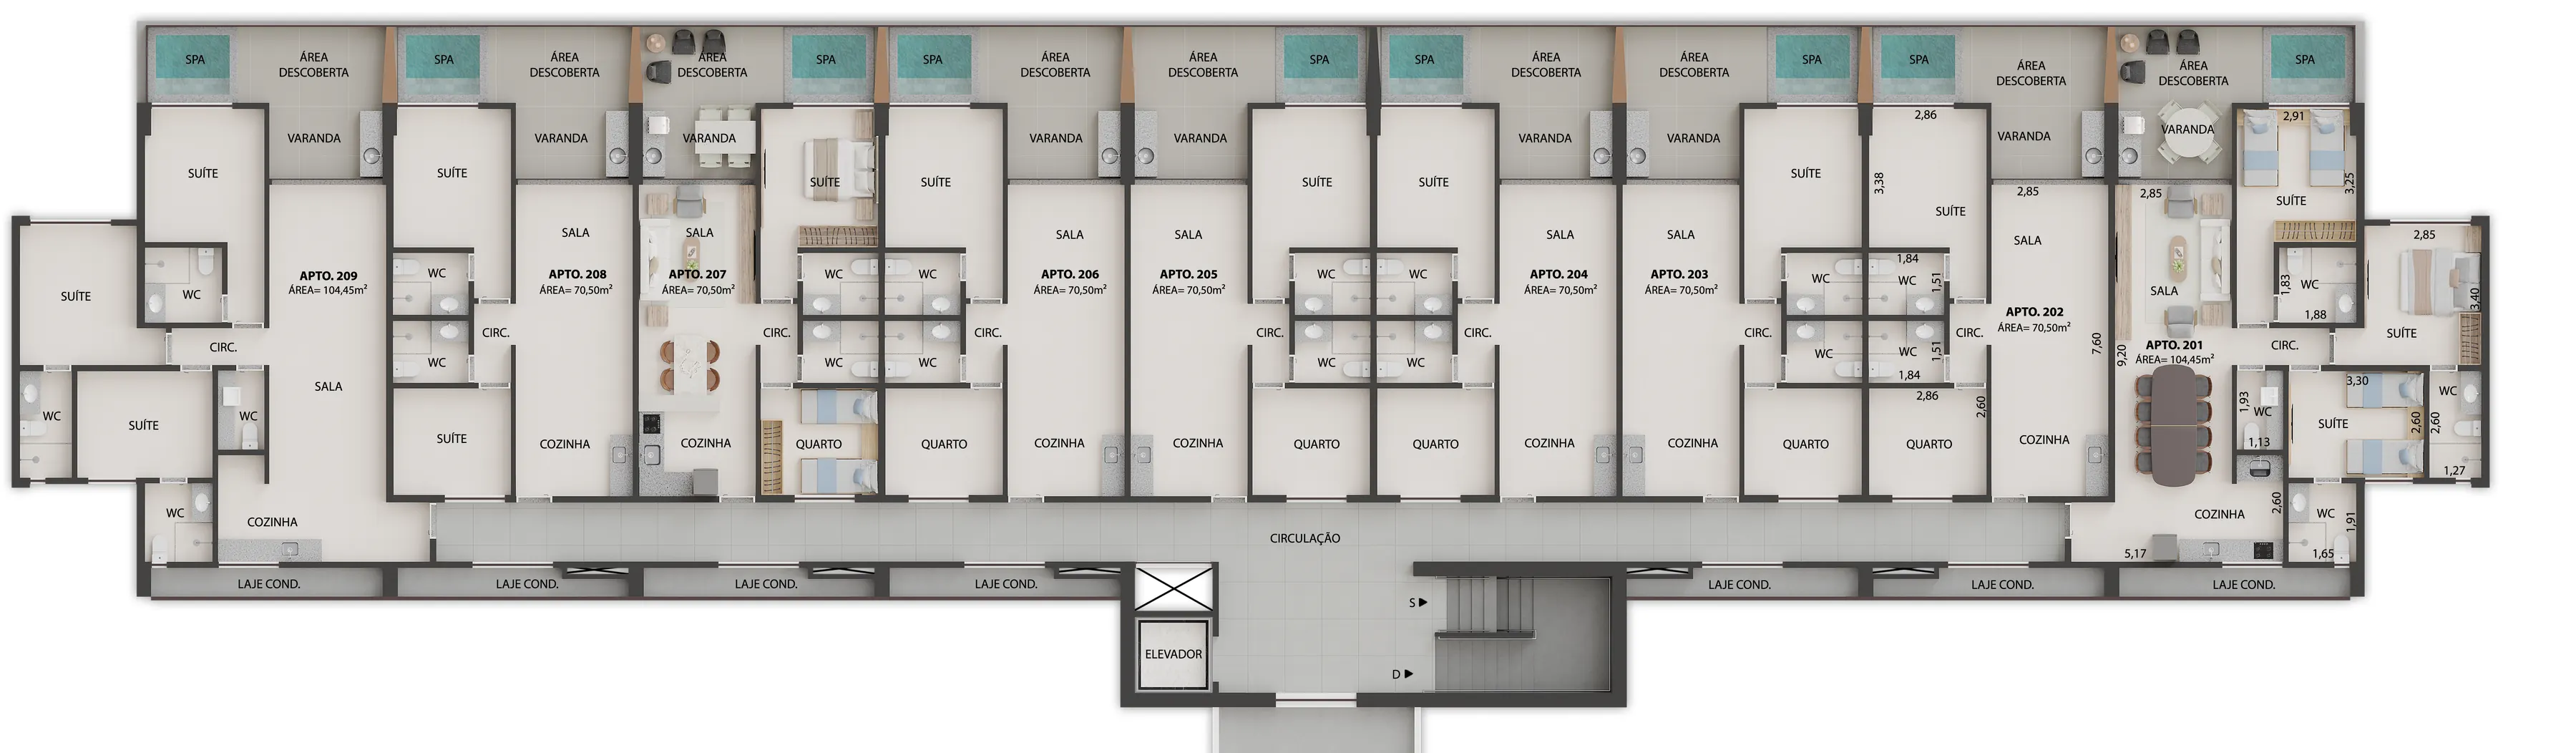 SPA
ÁREA
DESCOBERTA
SPA
ÁREA
DESCOBERTA
ÁREA
DESCOBERTA
SPA
SPA
ÁREA
DESCOBERTA
ÁREA
DESCOBERTA
SPA
SPA
ÁREA
DESCOBERTA
ÁREA
DESCOBERTA
SPA
SPA
ÁREA
DESCOBERTA
ÁREA
DESCOBERTA
SPA
VARANDA
VARANDA
VARANDA
VARANDA
VARANDA
VARANDA
VARANDA
2,86
VARANDA
VARANDA
2,91
SUÍTE
SUÍTE
SUÍTE
SUÍTE
SUÍTE
SUÍTE
SUÍTE
3,38
SUÍTE
2,85
2,85
3,25
SUÍTE
SUÍTE
SALA
SALA
SALA
SALA
SALA
SALA
SALA
SALA
2,85
SUÍTE
WC
APTO. 209
ÁREA= 104,45m²
WC
APTO. 208
ÁREA= 70,50m²
APTO. 207
ÁREA= 70,50m²
WC
WC
APTO. 206
ÁREA= 70,50m²
APTO. 205
ÁREA= 70,50m²
WC
WC
APTO. 204
ÁREA= 70,50m²
APTO. 203
ÁREA= 70,50m²
WC
1,84
WC
1,51
APTO. 202
ÁREA= 70,50m²
1,83
WC
1,88
3,40
SUÍTE
CIRC.
CIRC.
CIRC.
CIRC.
CIRC.
CIRC.
CIRC.
CIRC.
7,60
9,20
APTO. 201
ÁREA= 104,45m²
CIRC.
SALA
WC
WC
WC
WC
WC
WC
WC
1,51
1,84
2,86
2,60
WC
SUÍTE
WC
SUÍTE
COZINHA
COZINHA
QUARTO
QUARTO
COZINHA
COZINHA
QUARTO
QUARTO
COZINHA
COZINHA
QUARTO
QUARTO
COZINHA
1,93
WC
1,13
3,30
SUÍTE
2,60
2,60
WC
1,27
WC
COZINHA
CIRCULAÇÃO
COZINHA
5,17
2,60
WC
1,91
1,65
LAJE COND.
LAJE COND.
LAJE COND.
LAJE COND.
LAJE COND.
LAJE COND.
LAJE COND.
S
ELEVADOR
D